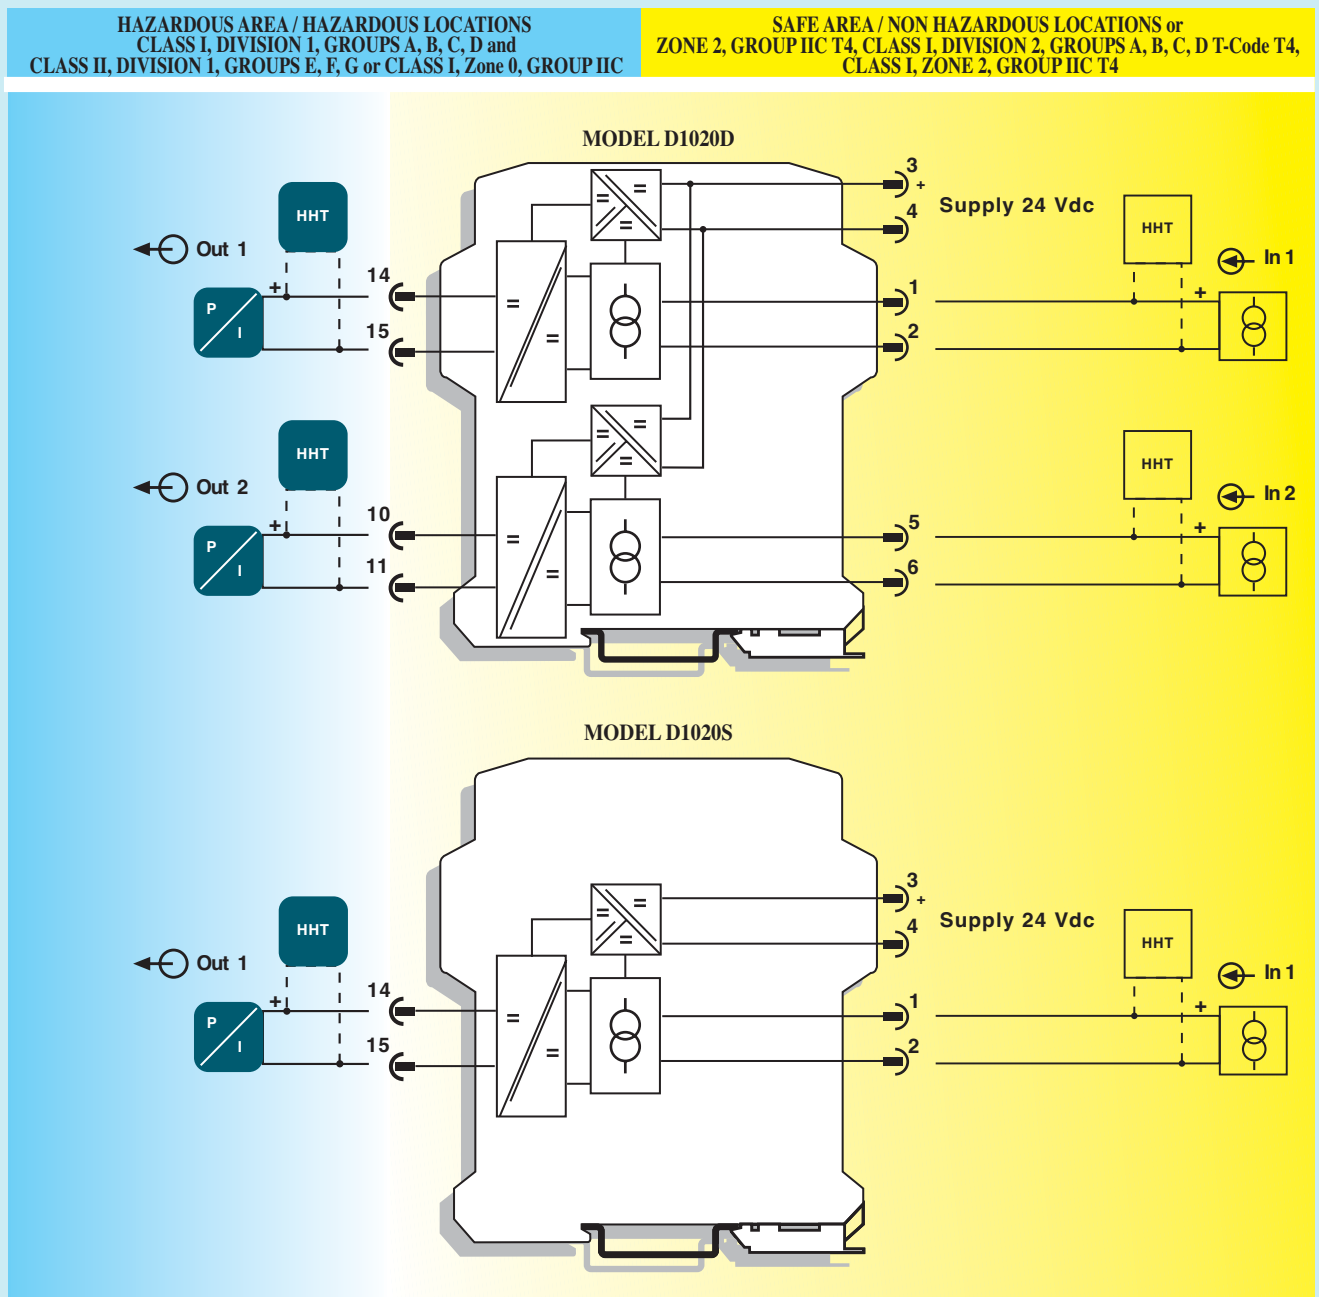 HAZARDOUS AREA / HAZARDOUS LOCATIONS
CLASS I, DIVISION 1, GROUPS A, B, C, D and
CLASS II, DIVISION 1, GROUPS E, F, G or CLASS I, Zone 0, GROUP IIC
SAFE AREA / NON HAZARDOUS LOCATIONS or
ZONE 2, GROUP IIC T4, CLASS I, DIVISION 2, GROUPS A, B, C, D T-Code T4,
CLASS I, ZONE 2, GROUP IIC T4
MODEL D1020D
3
+
Supply 24 Vdc
4
HHT
Out 1
14
+
P
I
15
1
2
HHT
In 1
+
HHT
Out 2
10
+
P
I
11
5
6
HHT
In 2
+
MODEL D1020S
3
+
Supply 24 Vdc
4
HHT
Out 1
14
+
P
I
15
1
2
HHT
In 1
+